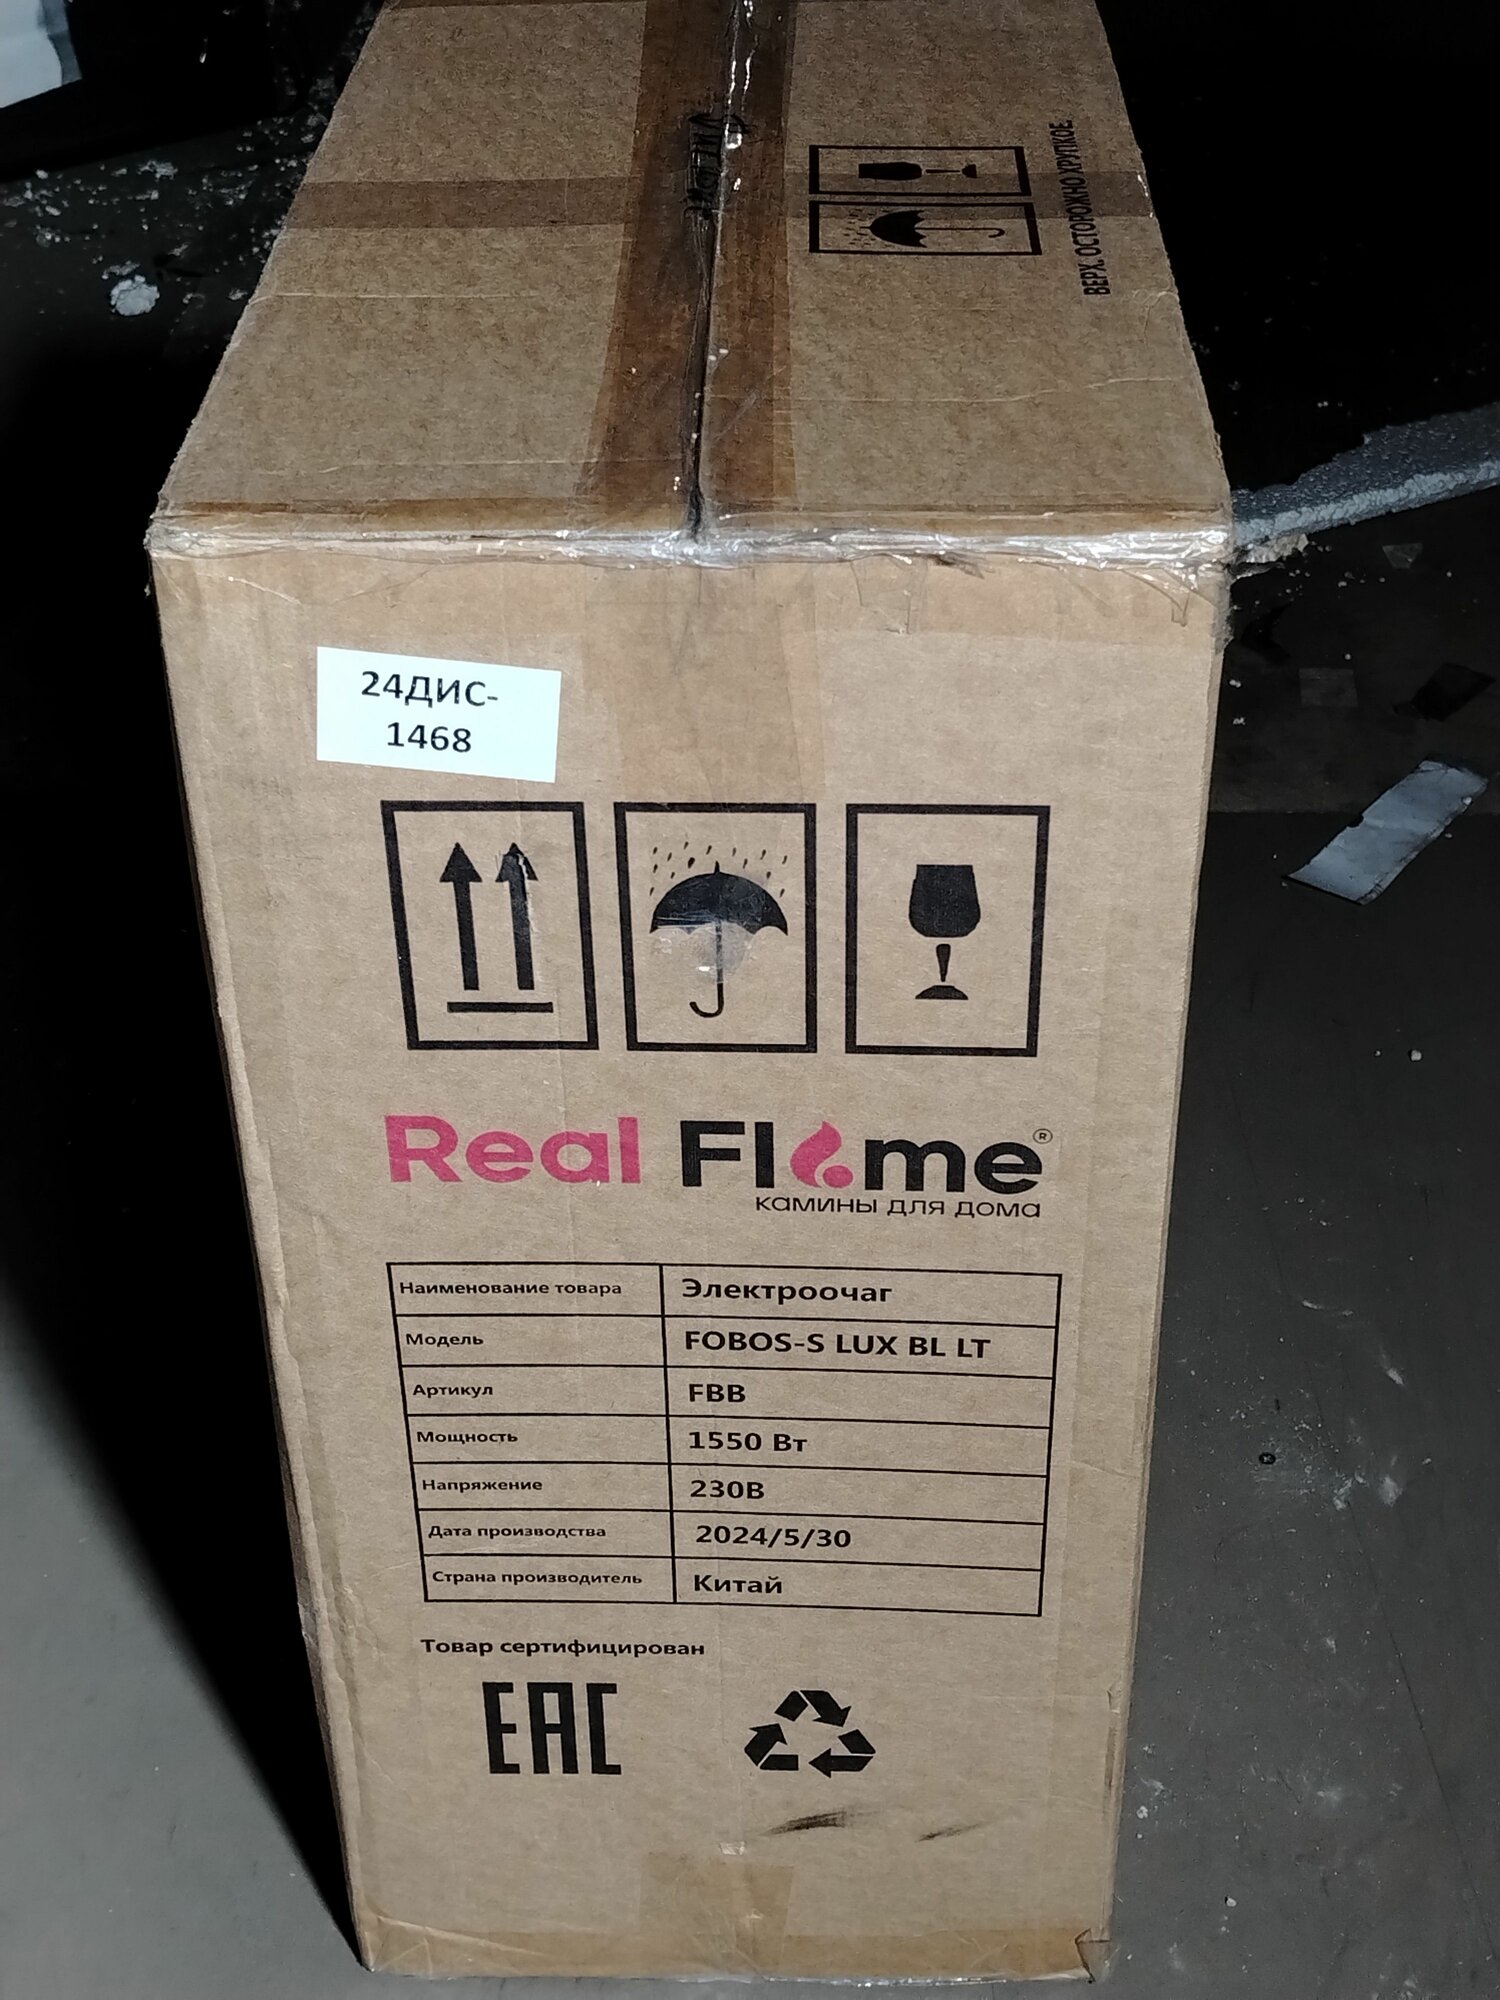 ВЕРХ. ОСТОРОЖНО ХРУПКОЕ.
24ДИС-
1468
Real Flame®
камины для дома
Наименование товара Электроочаг
Модель FOBOS-S LUX BL LT
Артикул FBB
Мощность 1550 Вт
Напряжение 230В
Дата производства 2024/5/30
Страна производитель Китай
Товар сертифицирован
EAC